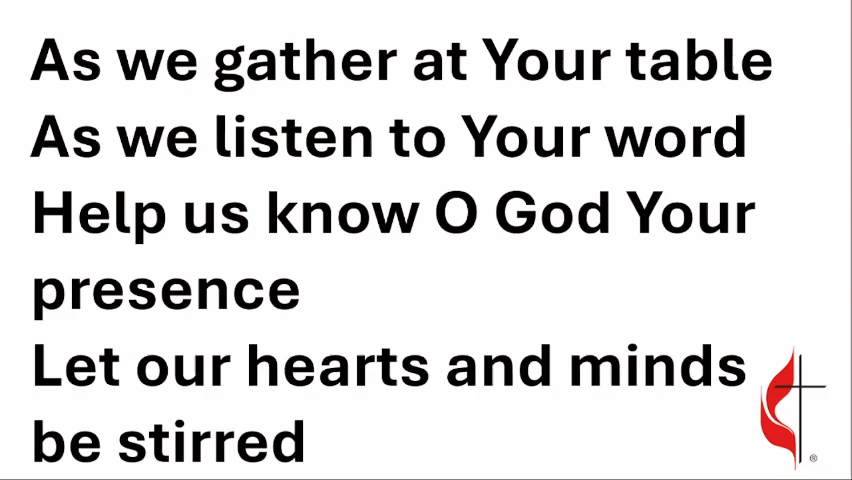 As we gather at Your table
As we listen to Your word
Help us know O God Your
presence
Let our hearts and minds
be stirred
®